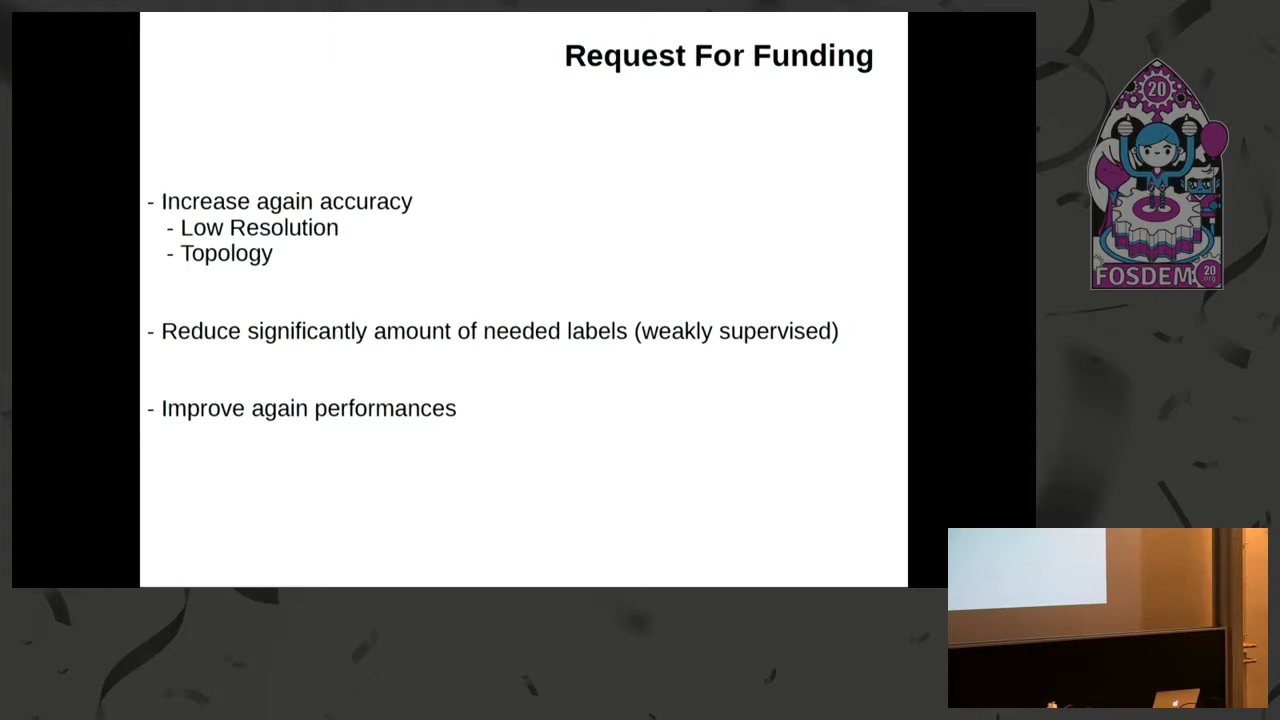 Request For Funding
- Increase again accuracy
- Low Resolution
- Topology
- Reduce significantly amount of needed labels (weakly supervised)
- Improve again performances
20
FOSDEM
20
.org